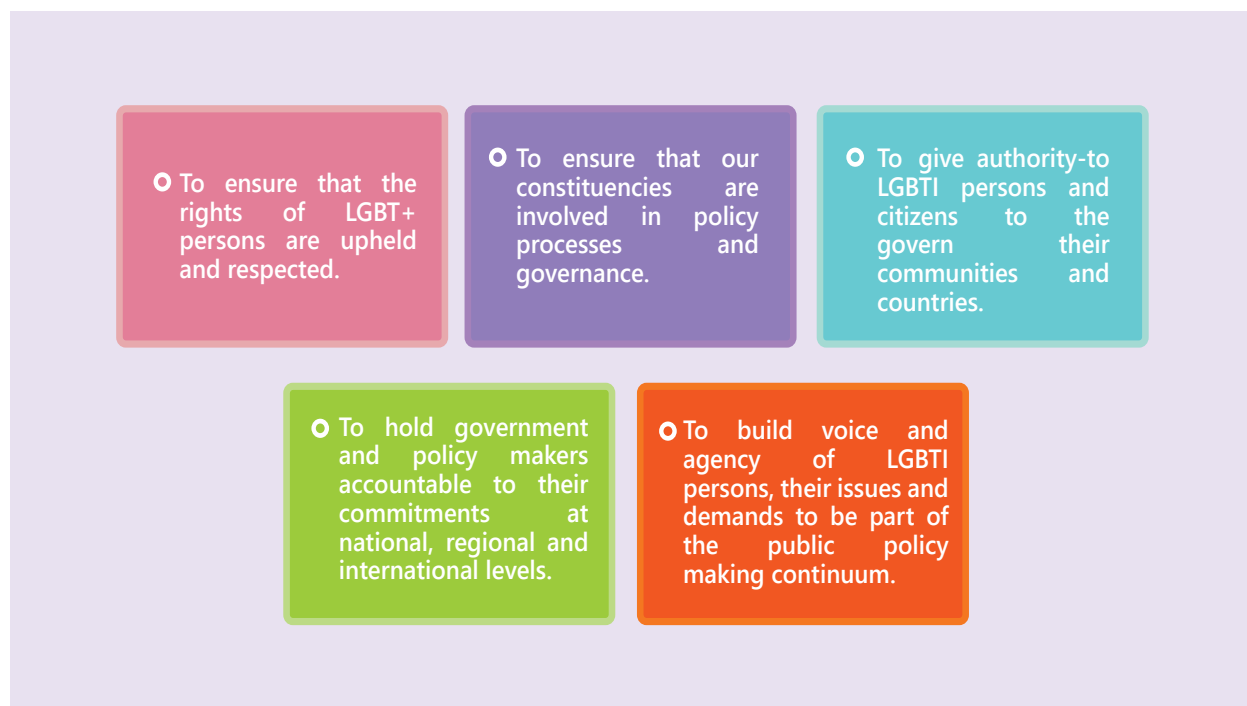 To ensure that the
rights of LGBT+
persons are upheld
and respected.
To ensure that our
constituencies are
involved in policy
processes and
governance.
To give authority-to
LGBTI persons and
citizens to the
govern their
communities and
countries.
To hold government
and policy makers
accountable to their
commitments at
national, regional and
international levels.
To build voice and
agency of LGBTI
persons, their issues and
demands to be part of
the public policy
making continuum.